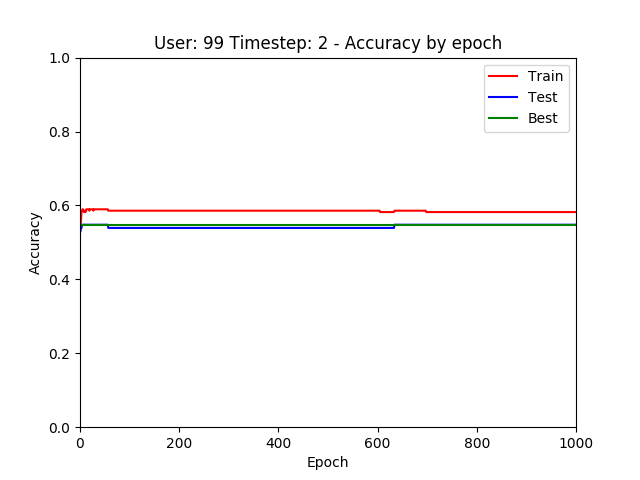 User: 99 Timestep: 2 - Accuracy by epoch
1.0
0.8
0.6
0.4
0.2
0.0
Accuracy
Train
Test
Best
0 200 400 600 800 1000
Epoch